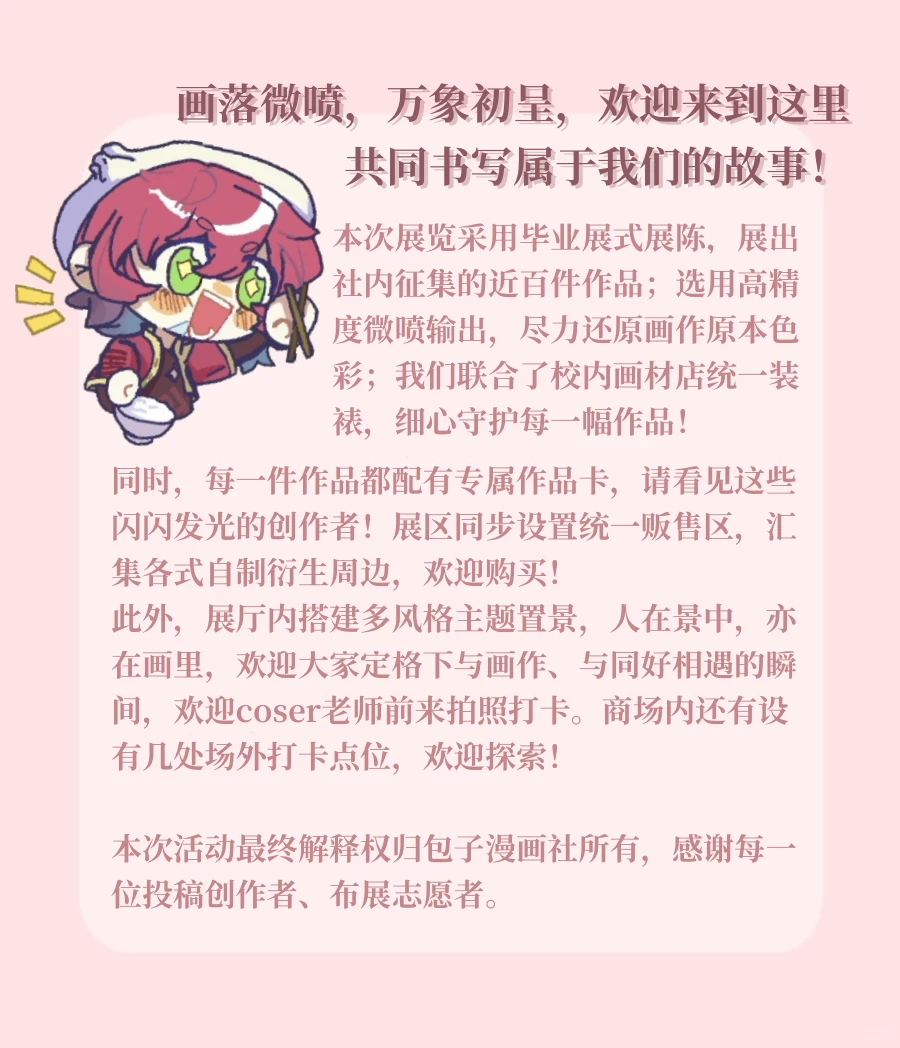 画落微喷，万象初呈，欢迎来到这里
共同书写属于我们的故事！
本次展览采用毕业展式展陈，展出
社内征集的近百件作品；选用高精
度微喷输出，尽力还原画作原本色
彩；我们联合了校内画材店统一装
裱，细心守护每一幅作品！
同时，每一件作品都配有专属作品卡，请看见这些
闪闪发光的创作者！展区同步设置统一贩售区，汇
集各式自制衍生周边，欢迎购买！
此外，展厅内搭建多风格主题置景，人在景中，亦
在画里，欢迎大家定格下与画作、与同好相遇的瞬
间，欢迎coser老师前来拍照打卡。商场内还有设
有几处场外打卡点位，欢迎探索！
本次活动最终解释权归包子漫画社所有，感谢每一
位投稿创作者、布展志愿者。